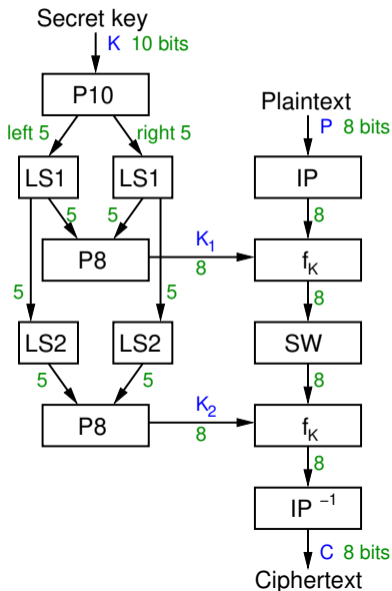 Secret key
K 10 bits
P10
Plaintext
left 5 right 5
P 8 bits
LS1 LS1 IP
5 5 8
K1
P8 fK
8
5 5 8
LS2 LS2 SW
5 5 8
K2
P8 fK
8
8
IP −1
C 8 bits
Ciphertext